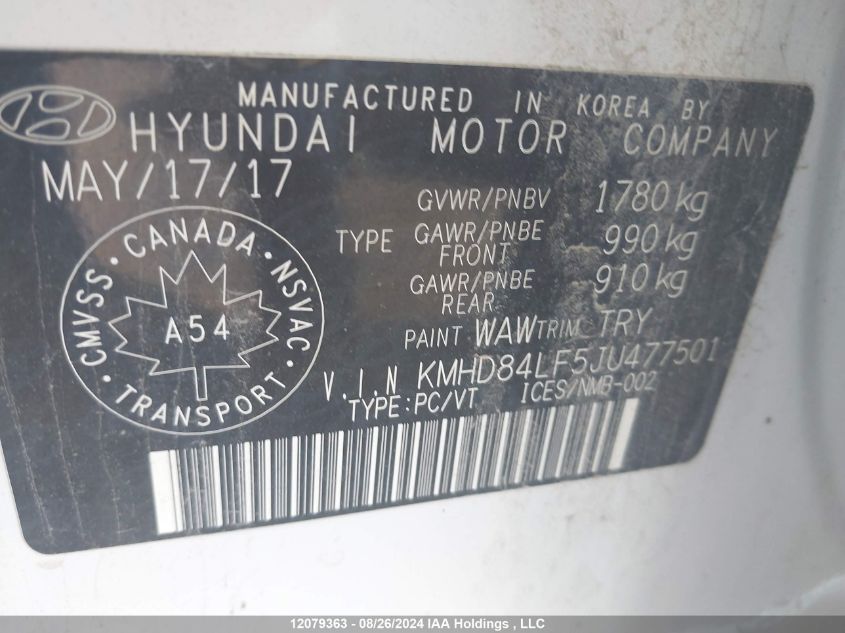 MANUFACTURED IN KOREA BY
HYUNDAI MOTOR COMPANY
MAY/17/17
GVWR/PNBV 1780 kg
TYPE GAWR/PNBE FRONT 990 kg
GAWR/PNBE REAR 910 kg
PAINT WAW TRIM TRY
V.I.N KMHD84LF5JU477501
TYPE:PC/VT ICES/NMB-002
CMVSS · CANADA · NSVAC · TRANSPORT ·
A54
12079363 - 08/26/2024 IAA Holdings , LLC